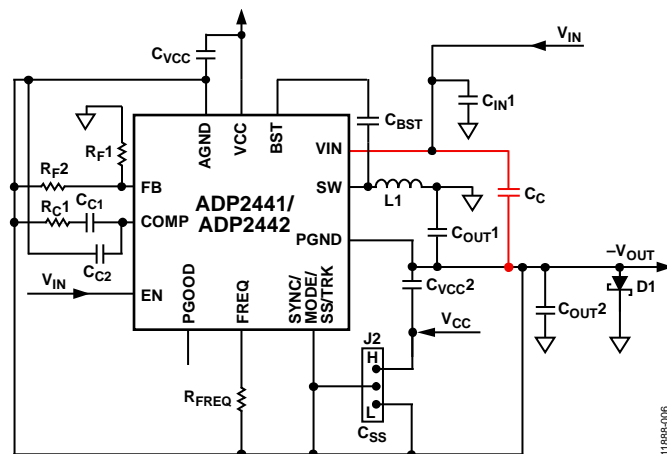 V_IN
C_VCC
C_IN1
C_BST
AGND
VCC
BST
VIN
R_F1
R_F2
FB
ADP2441/
ADP2442
SW
L1
C_C
R_C1
C_C1
COMP
PGND
C_OUT1
–V_OUT
C_C2
C_VCC2
D1
V_IN
EN
PGOOD
FREQ
SYNC/
MODE/
SS/TRK
C_OUT2
V_CC
J2
H
R_FREQ
L
C_SS
11888-006